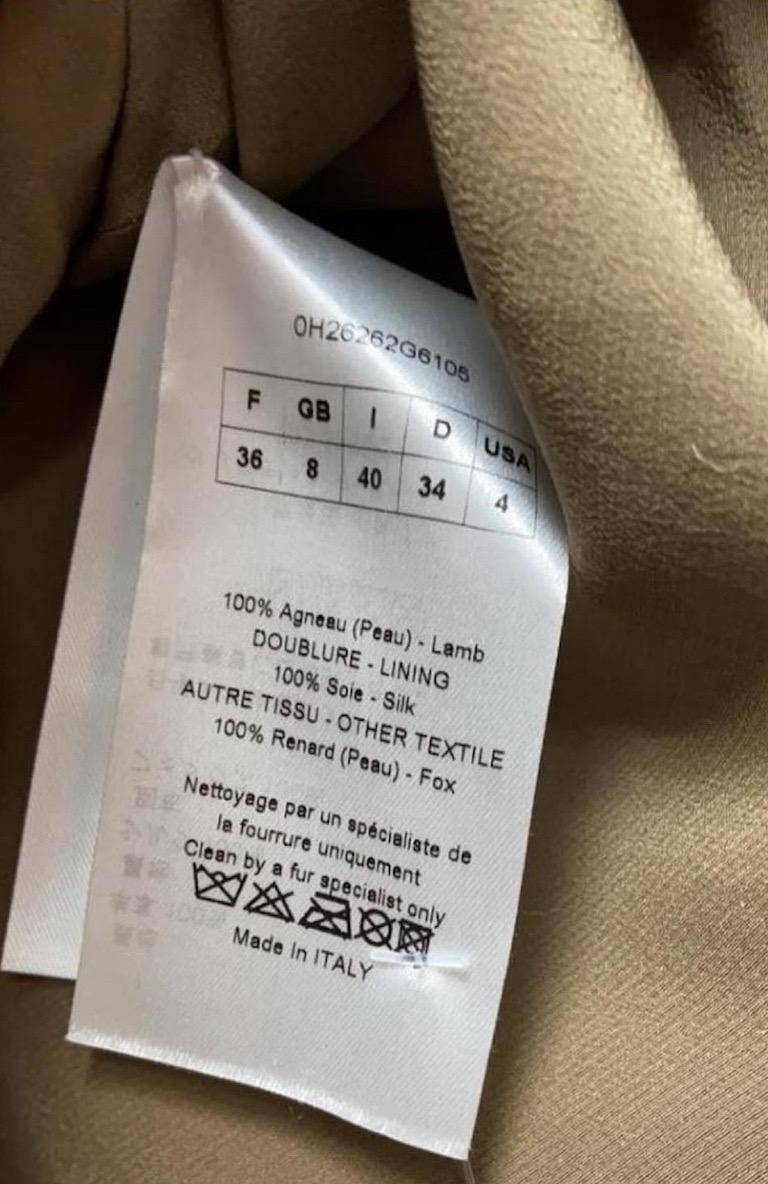 0H26262G6105
F GB I D USA
36 8 40 34 4
100% Agneau (Peau) - Lamb
DOUBLURE - LINING
100% Soie - Silk
AUTRE TISSU - OTHER TEXTILE
100% Renard (Peau) - Fox
Nettoyage par un spécialiste de
la fourrure uniquement
Clean by a fur specialist only
Made In ITALY